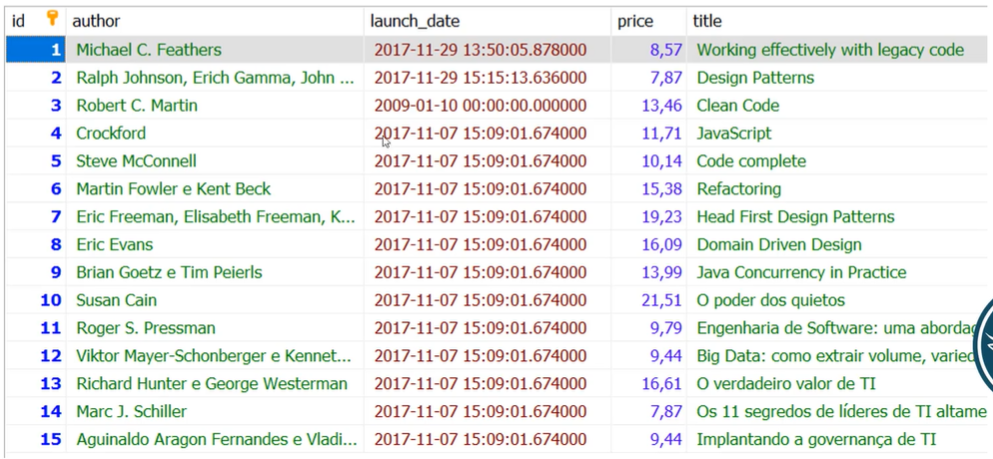 id author launch_date price title
1 Michael C. Feathers 2017-11-29 13:50:05.878000 8,57 Working effectively with legacy code
2 Ralph Johnson, Erich Gamma, John ... 2017-11-29 15:15:13.636000 7,87 Design Patterns
3 Robert C. Martin 2009-01-10 00:00:00.000000 13,46 Clean Code
4 Crockford 2017-11-07 15:09:01.674000 11,71 JavaScript
5 Steve McConnell 2017-11-07 15:09:01.674000 10,14 Code complete
6 Martin Fowler e Kent Beck 2017-11-07 15:09:01.674000 15,38 Refactoring
7 Eric Freeman, Elisabeth Freeman, K... 2017-11-07 15:09:01.674000 19,23 Head First Design Patterns
8 Eric Evans 2017-11-07 15:09:01.674000 16,09 Domain Driven Design
9 Brian Goetz e Tim Peierls 2017-11-07 15:09:01.674000 13,99 Java Concurrency in Practice
10 Susan Cain 2017-11-07 15:09:01.674000 21,51 O poder dos quietos
11 Roger S. Pressman 2017-11-07 15:09:01.674000 9,79 Engenharia de Software: uma abordag
12 Viktor Mayer-Schonberger e Kennet... 2017-11-07 15:09:01.674000 9,44 Big Data: como extrair volume, varied
13 Richard Hunter e George Westerman 2017-11-07 15:09:01.674000 16,61 O verdadeiro valor de TI
14 Marc J. Schiller 2017-11-07 15:09:01.674000 7,87 Os 11 segredos de líderes de TI altame
15 Aguinaldo Aragon Fernandes e Vladi... 2017-11-07 15:09:01.674000 9,44 Implantando a governança de TI